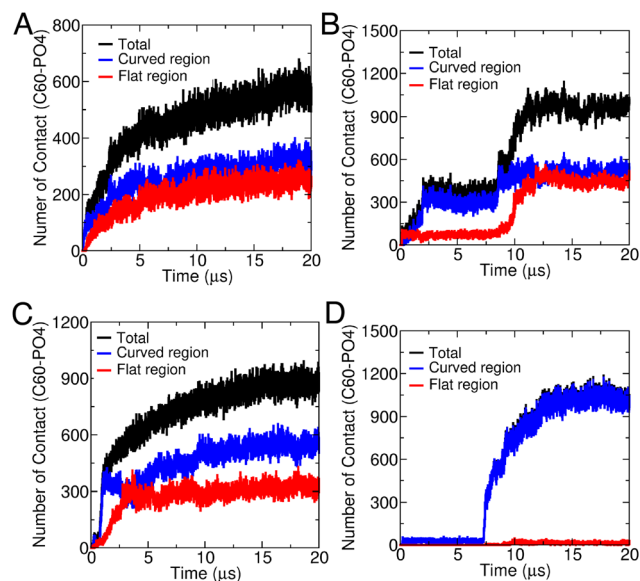 A
Numer of Contact (C60-PO4)
800
600
400
200
0
Total
Curved region
Flat region
0 5 10 15 20
Time (μs)
B
Number of Contact (C60-PO4)
1500
1200
900
600
300
0
Total
Curved region
Flat region
0 5 10 15 20
Time (μs)
C
Number of Contact (C60-PO4)
1200
900
600
300
0
Total
Curved region
Flat region
0 5 10 15 20
Time (μs)
D
Number of Contact (C60-PO4)
1500
1200
900
600
300
0
Total
Curved region
Flat region
0 5 10 15 20
Time (μs)